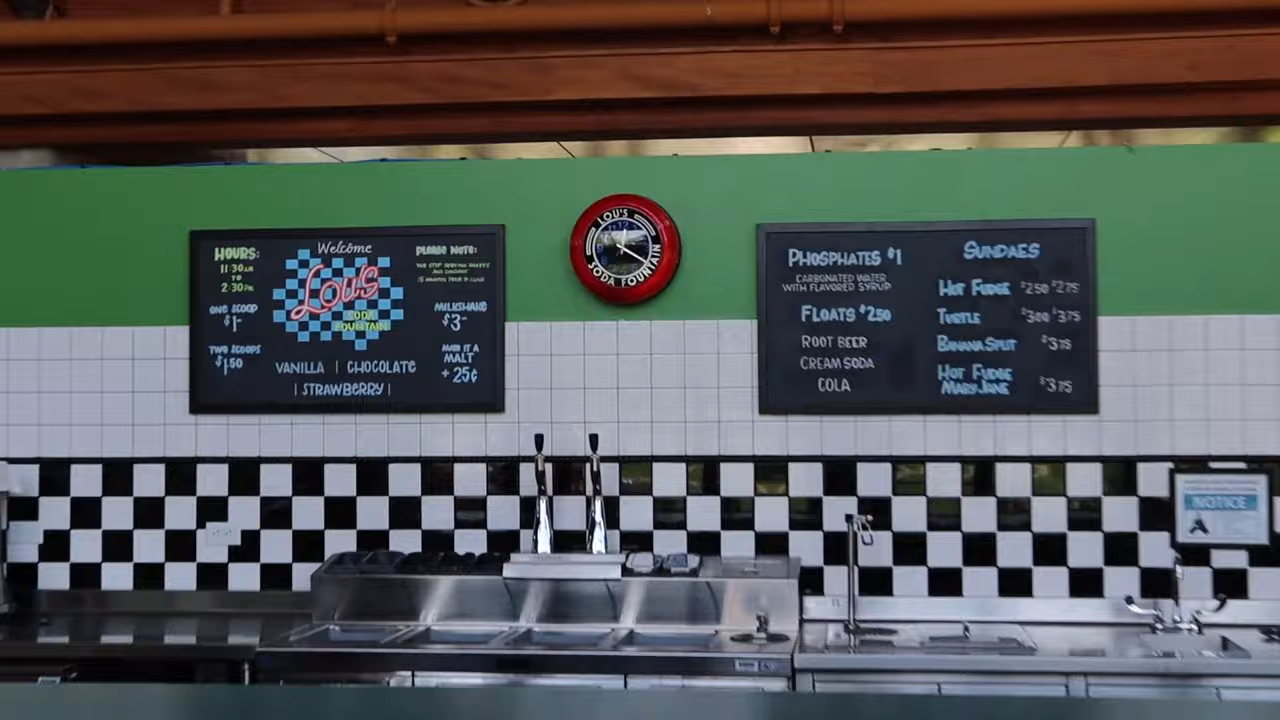 HOURS:
11:30AM
TO
2:30PM
ONE SCOOP
$1-
TWO SCOOPS
$1.50
Welcome
Lou's
SODA
FOUNTAIN
VANILLA | CHOCOLATE
| STRAWBERRY |
PLEASE NOTE:
MILKSHAKE
$3-
MAKE IT A
MALT
+25¢
LOU'S
12
SODA FOUNTAIN
PHOSPHATES $1
CARBONATED WATER
WITH FLAVORED SYRUP
FLOATS $2.50
ROOT BEER
CREAM SODA
COLA
SUNDAES
HOT FUDGE $2.50 $2.75
TURTLE $3.00 $3.75
BANANA SPLIT $3.75
HOT FUDGE
MARY JANE $3.75
NOTICE